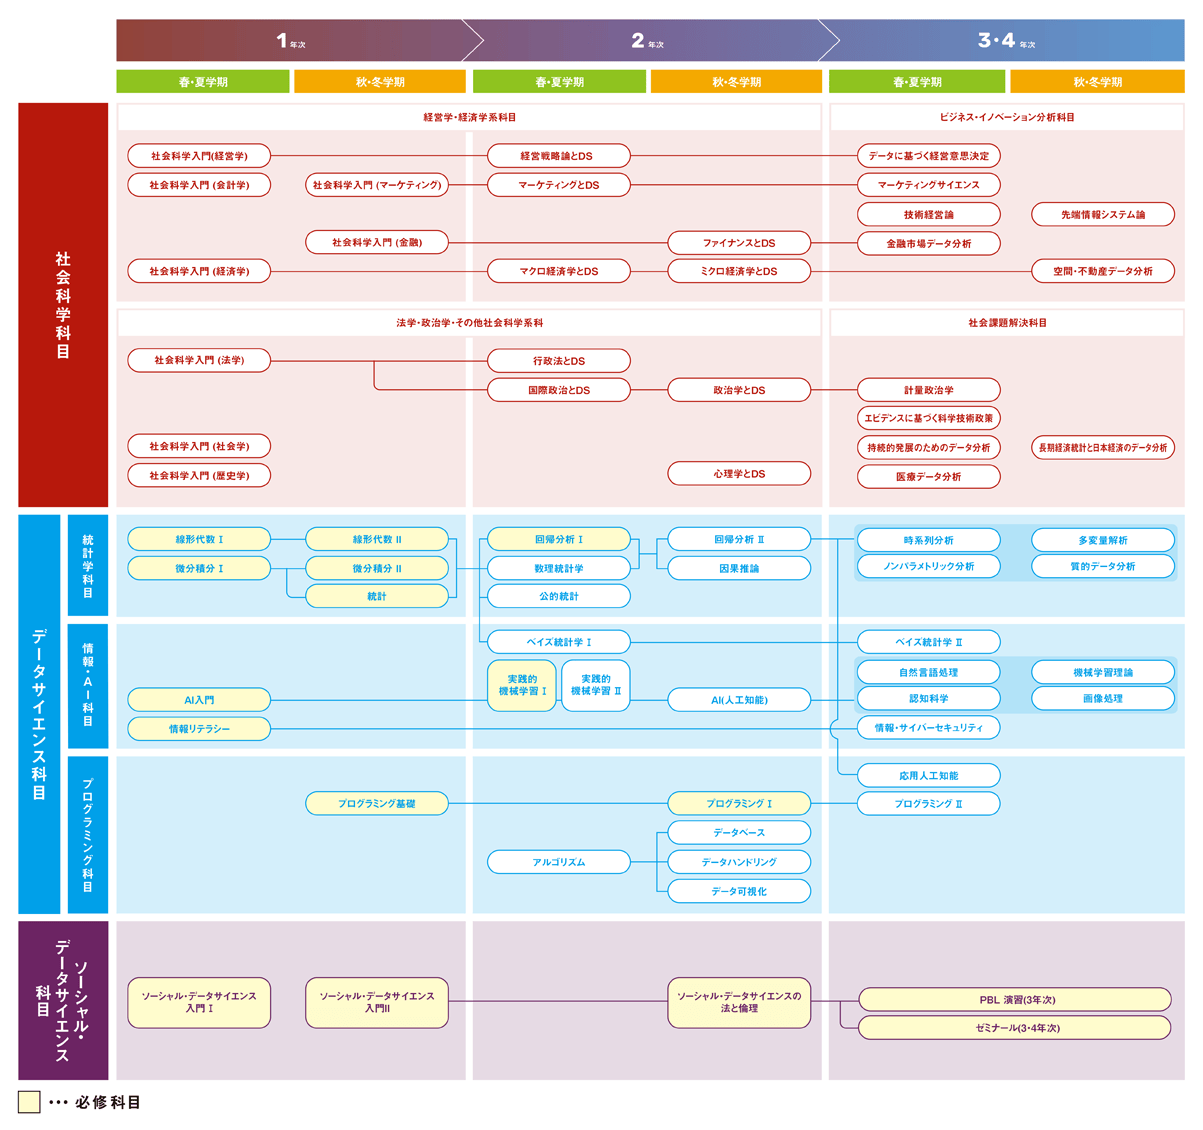 1年次
2年次
3・4年次
春・夏学期
秋・冬学期
春・夏学期
秋・冬学期
春・夏学期
秋・冬学期
社会科学科目
経営学・経済学系科目
ビジネス・イノベーション分析科目
社会科学入門(経営学)
経営戦略論とDS
データに基づく経営意思決定
社会科学入門 (会計学)
社会科学入門 (マーケティング)
マーケティングとDS
マーケティングサイエンス
技術経営論
先端情報システム論
社会科学入門 (金融)
ファイナンスとDS
金融市場データ分析
社会科学入門 (経済学)
マクロ経済学とDS
ミクロ経済学とDS
空間・不動産データ分析
法学・政治学・その他社会科学系科
社会課題解決科目
社会科学入門 (法学)
行政法とDS
国際政治とDS
政治学とDS
計量政治学
エビデンスに基づく科学技術政策
社会科学入門 (社会学)
持続的発展のためのデータ分析
長期経済統計と日本経済のデータ分析
社会科学入門 (歴史学)
心理学とDS
医療データ分析
データサイエンス科目
統計学科目
線形代数 I
線形代数 II
回帰分析 I
回帰分析 II
時系列分析
多変量解析
微分積分 I
微分積分 II
数理統計学
因果推論
ノンパラメトリック分析
質的データ分析
統計
公的統計
情報・AI科目
ベイズ統計学 I
ベイズ統計学 II
実践的
機械学習 I
実践的
機械学習 II
自然言語処理
機械学習理論
AI入門
AI(人工知能)
認知科学
画像処理
情報リテラシー
情報・サイバーセキュリティ
プログラミング科目
応用人工知能
プログラミング基礎
プログラミング I
プログラミング II
データベース
アルゴリズム
データハンドリング
データ可視化
ソーシャル・
データサイエンス
科目
ソーシャル・データサイエンス
入門 I
ソーシャル・データサイエンス
入門II
ソーシャル・データサイエンスの
法と倫理
PBL 演習(3年次)
ゼミナール(3・4年次)
･･･ 必修科目